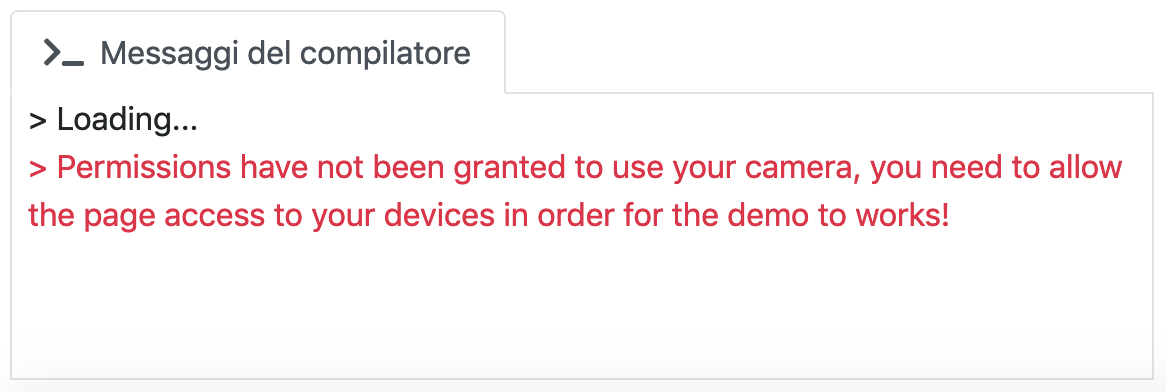 Messaggi del compilatore
> Loading...
> Permissions have not been granted to use your camera, you need to allow
the page access to your devices in order for the demo to works!